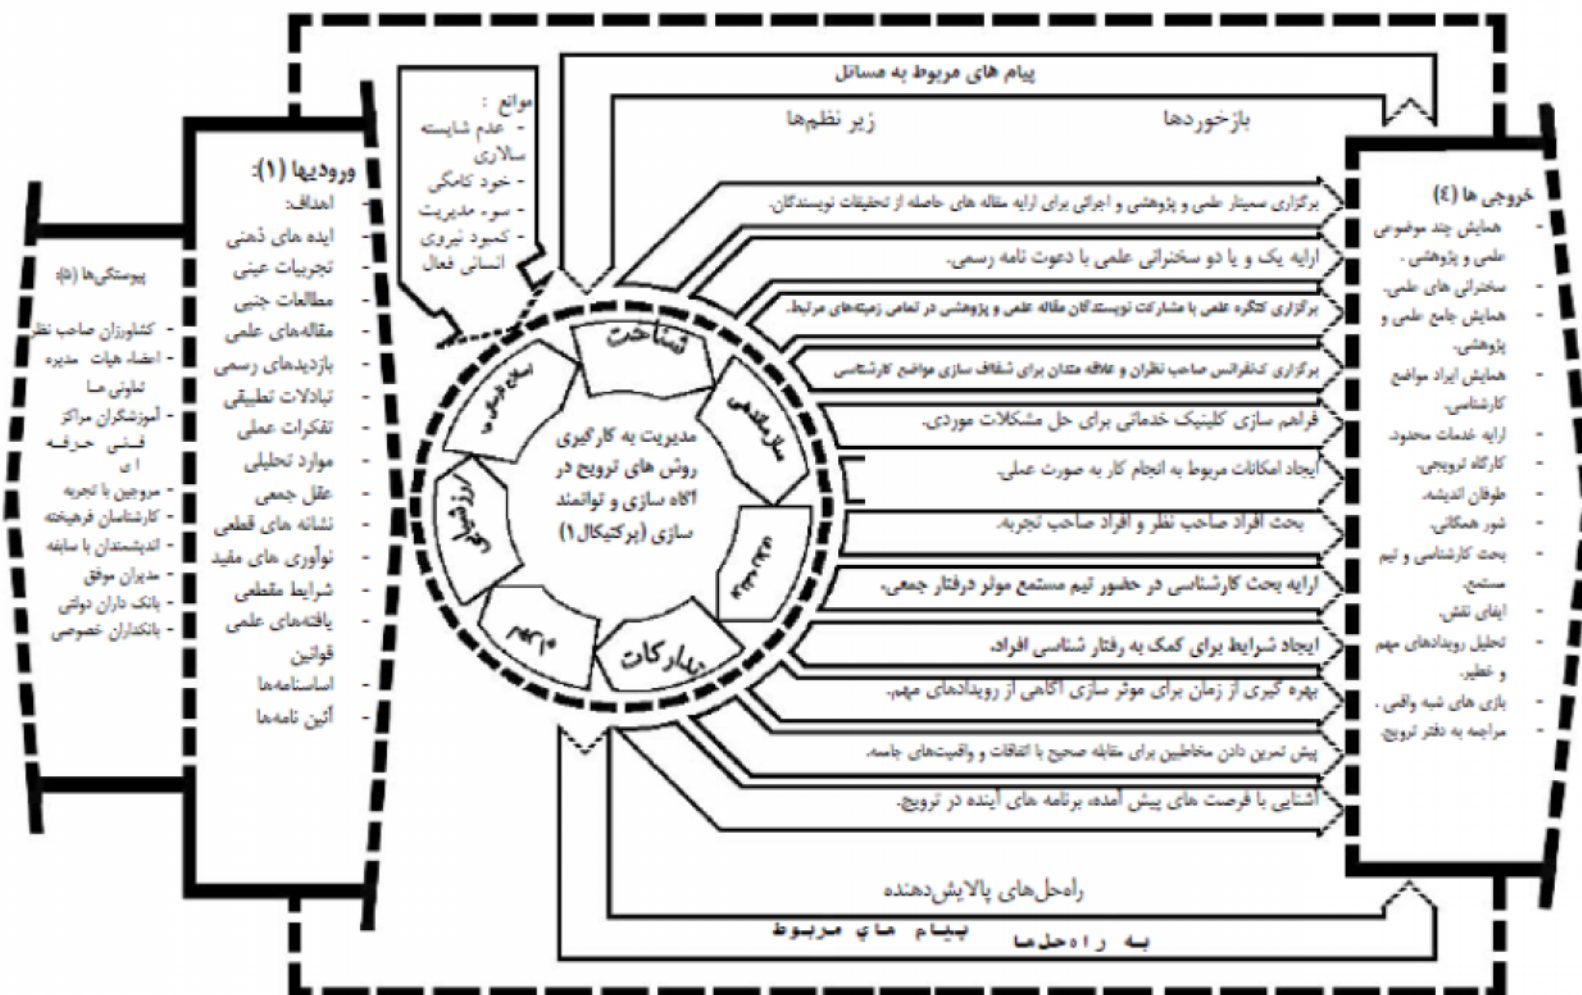 پیام های مربوط به مسائل
بازخوردها
زیر نظم‌ها
موانع :
- عدم شایسته
سالاری
- خود کامگی
- سوء مدیریت
- کمبود نیروی
انسانی فعال
خروجی ها (٤)
- همایش چند موضوعی
علمی و پژوهشی .
- سخنرانی های علمی.
- همایش جامع علمی و
پژوهشی.
- همایش ایراد مواضع
کارشناسی.
- ارایه خدمات محدود.
- کارگاه ترویجی.
- طوفان اندیشه.
- شور همگانی.
- بحث کارشناسی و تیم
مستمع.
- ایفای نقش.
- تحلیل رویدادهای مهم
و خطیر.
- بازی های شبه واقعی .
- مراجعه به دفتر ترویج.
برگزاری سمینار علمی و پژوهشی و اجرائی برای ارایه مقاله های حاصله از تحقیقات نویسندگان.
ارایه یک و یا دو سخنرانی علمی با دعوت نامه رسمی.
برگزاری کنگره علمی با مشارکت نویسندگان مقاله علمی و پژوهشی در تمامی زمینه‌های مرتبط.
برگزاری کنفرانس صاحب نظران و علاقه مندان برای شفاف سازی مواضع کارشناسی
فراهم سازی کلینیک خدماتی برای حل مشکلات موردی.
ایجاد امکانات مربوط به انجام کار به صورت عملی.
بحث افراد صاحب نظر و افراد صاحب تجربه.
ارایه بحث کارشناسی در حضور تیم مستمع موثر درفتار جمعی.
ایجاد شرایط برای کمک به رفتار شناسی افراد.
بهره گیری از زمان برای موثر سازی آگاهی از رویدادهای مهم.
پیش تمرین دادن مخاطبین برای مقابله صحیح با اتفاقات و واقعیت‌های جامعه.
آشنایی با فرصت های پیش آمده، برنامه های آینده در ترویج.
شناخت
سازماندهی
تدارکات
اهرم
ارزشیابی
مدیریت به کارگیری
روش های ترویج در
آگاه سازی و توانمند
سازی (پرکتیکال۱)
ورودیها (۱):
- اهداف:
- ایده های ذهنی
- تجربیات عینی
- مطالعات جنبی
- مقاله‌های علمی
- بازدیدهای رسمی
- تبادلات تطبیقی
- تفکرات عملی
- موارد تحلیلی
- عقل جمعی
- نشانه های قطعی
- نوآوری های مفید
- شرایط مقطعی
- یافته‌های علمی
- قوانین
- اساسنامه‌ها
- آئین نامه‌ها
پیوستگی‌ها (۵):
- کشاورزان صاحب نظر
- اعضاء هیات مدیره
تعاونی ها
- آموزشگران مراکز
فنی حرفه
ای
- مروجین با تجربه
- کارشناسان فرهیخته
- اندیشمندان با سابقه
- مدیران موفق
- بانک داران دولتی
- بانکداران خصوصی
راه‌حل‌های پالایش‌دهنده
پیام های مربوط
به راه‌حل‌ها